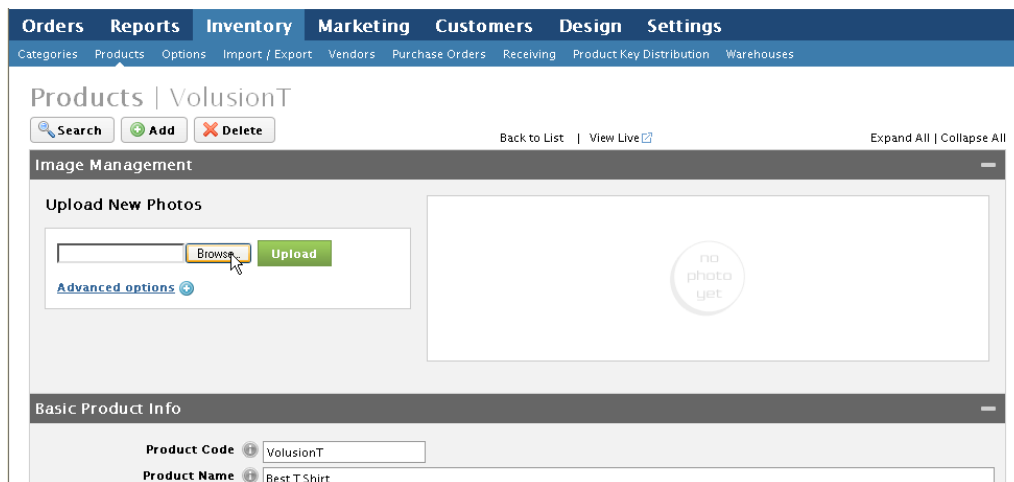 Orders Reports Inventory Marketing Customers Design Settings
Categories Products Options Import / Export Vendors Purchase Orders Receiving Product Key Distribution Warehouses
Products | VolusionT
Search Add Delete Back to List | View Live Expand All | Collapse All
Image Management
Upload New Photos
Browse... Upload
Advanced options
no
photo
yet
Basic Product Info
Product Code VolusionT
Product Name Best T Shirt